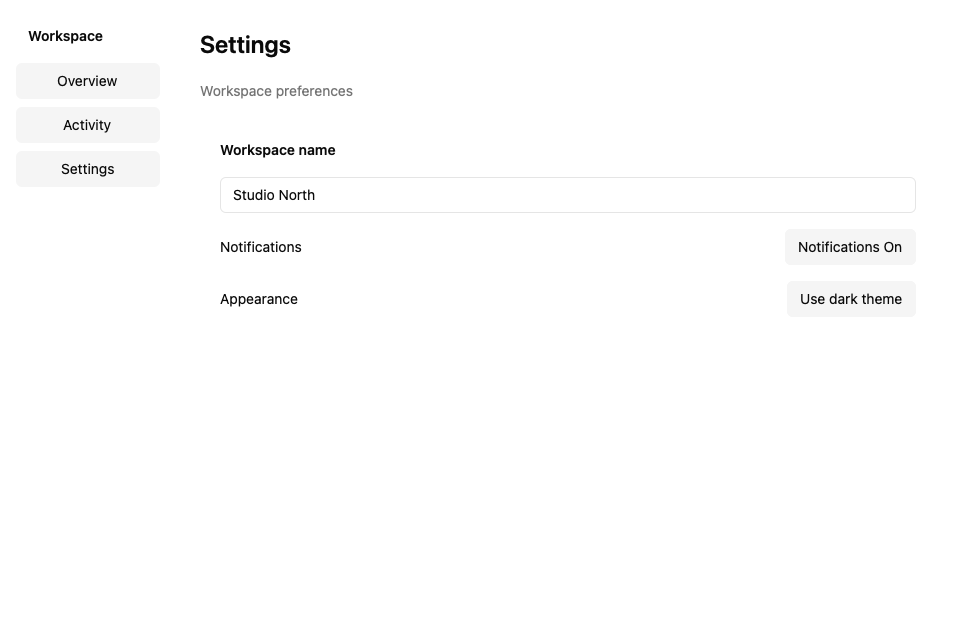 Workspace
Overview
Activity
Settings
Settings
Workspace preferences
Workspace name
Studio North
Notifications
Notifications On
Appearance
Use dark theme